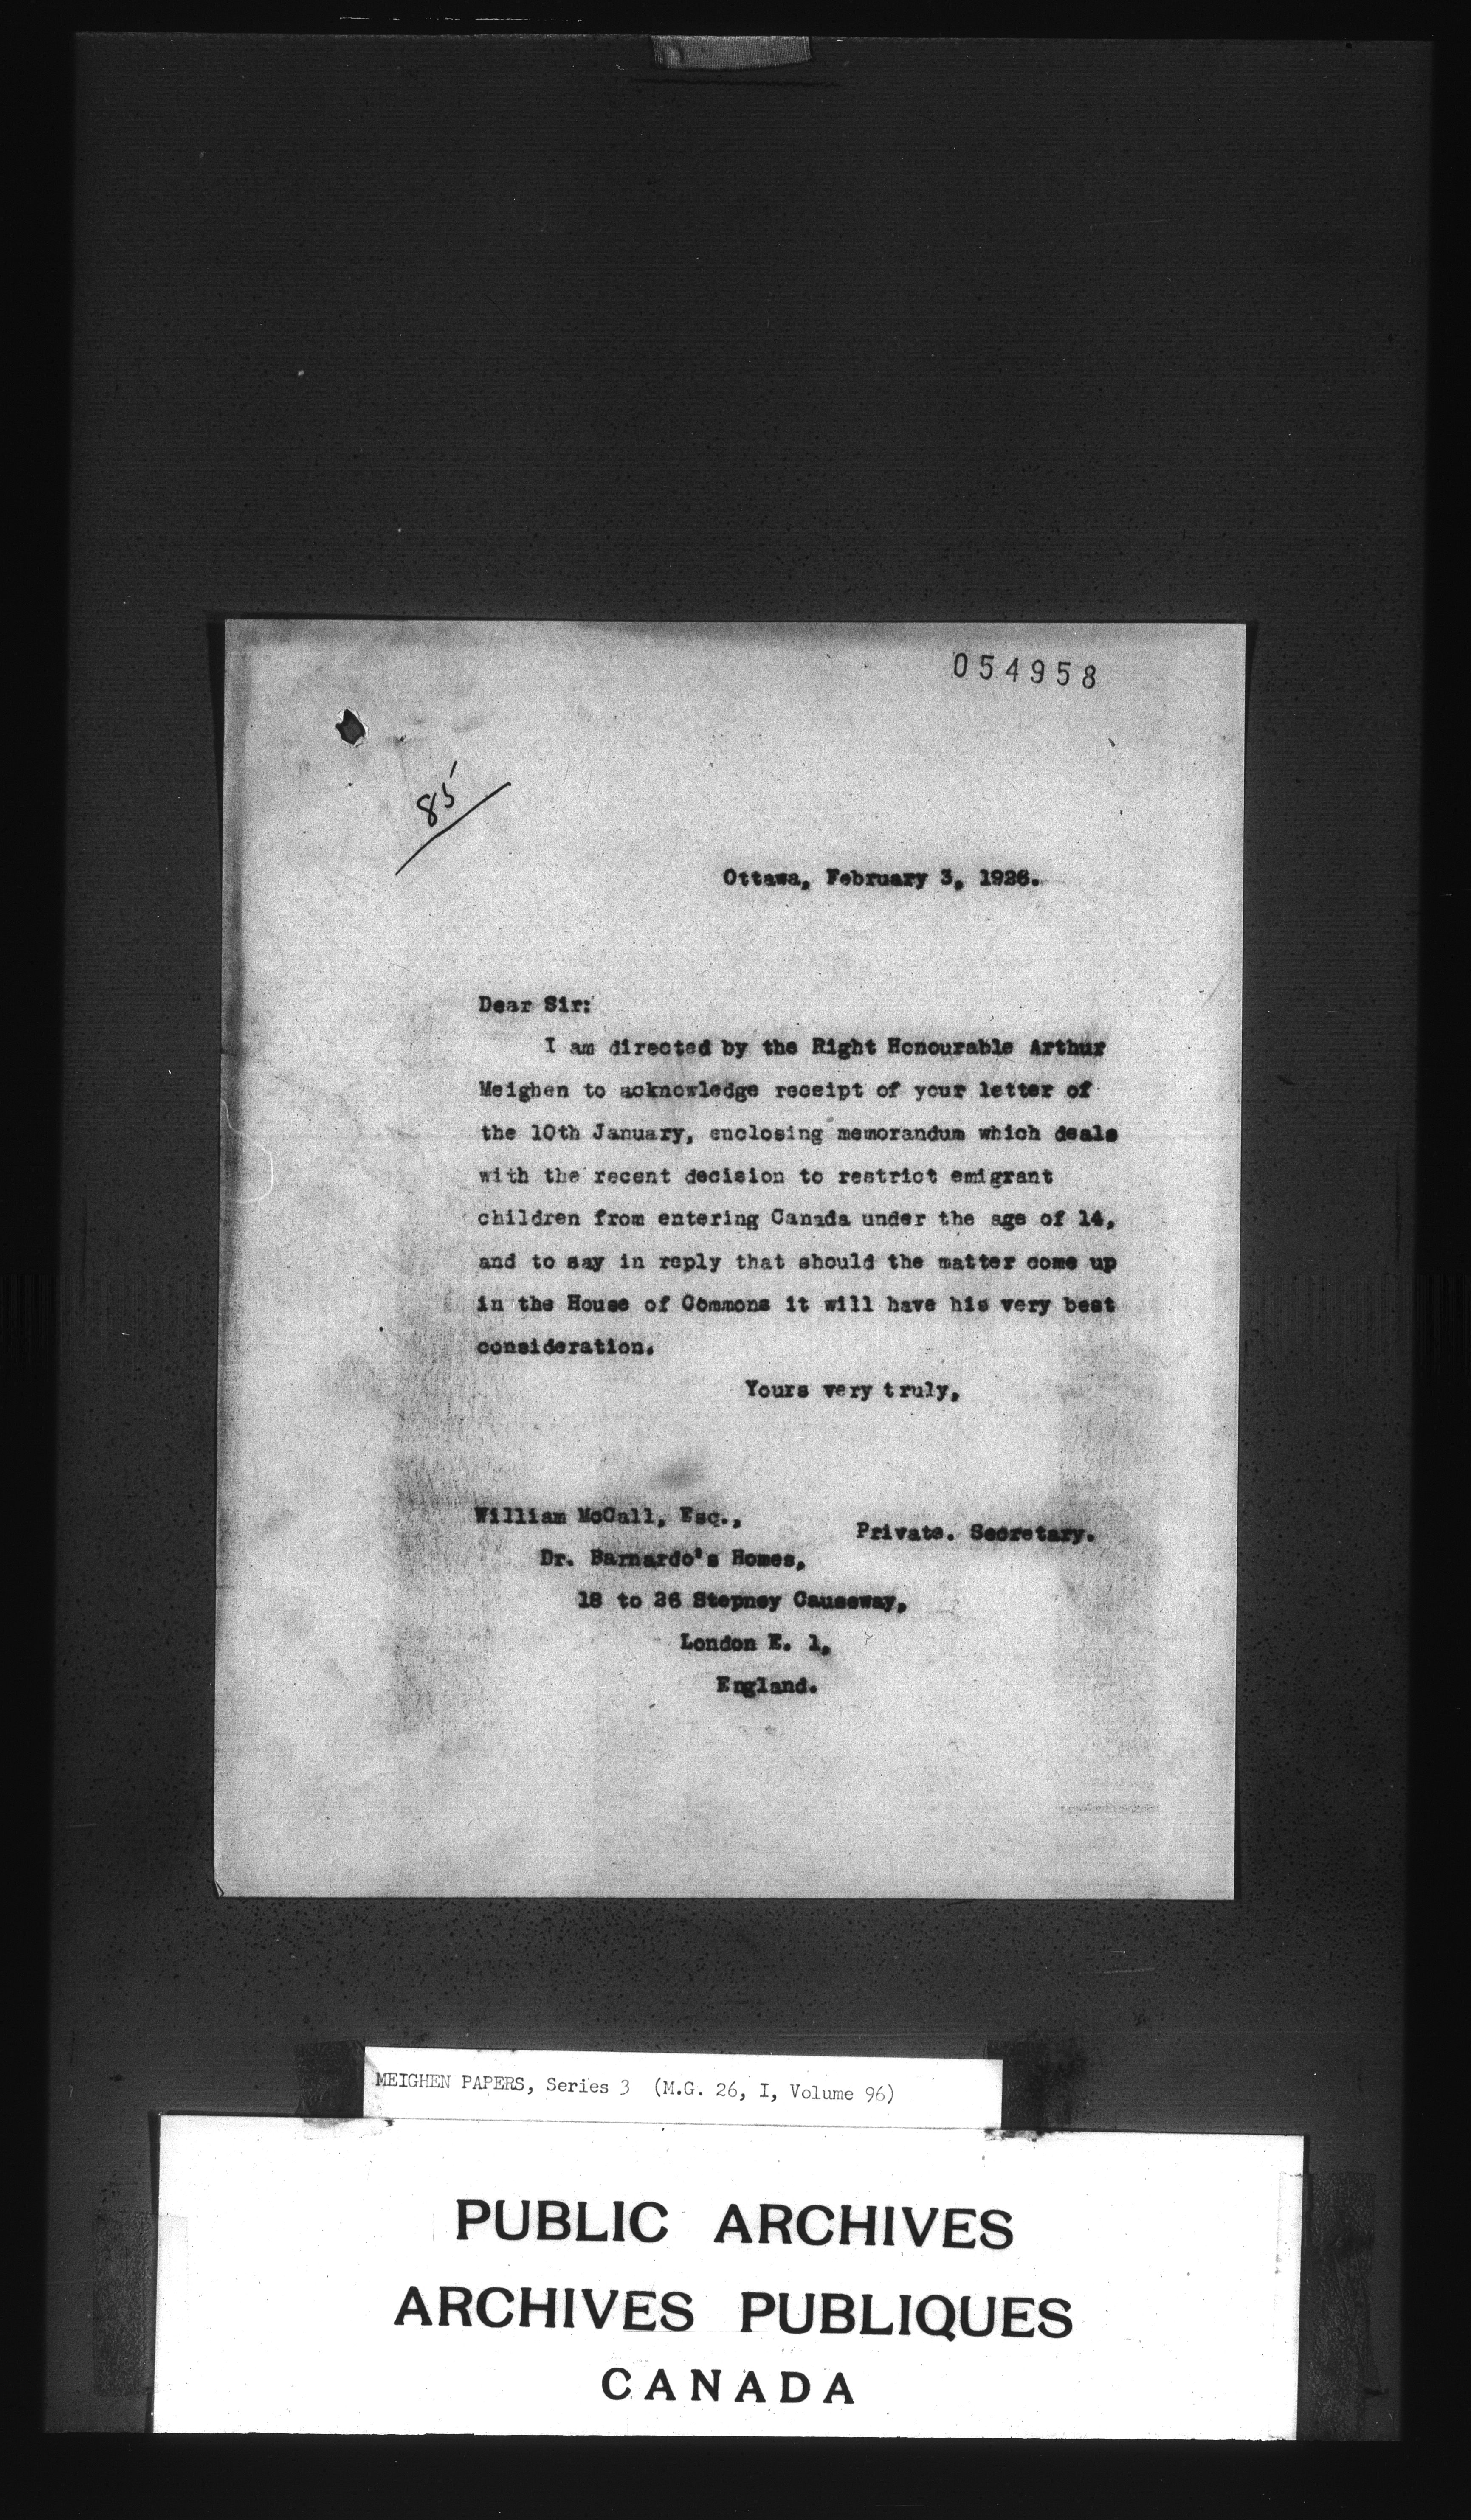 054958
85
Ottawa, February 3, 1926.
Dear Sir:
I am directed by the Right Honourable Arthur
Meighen to acknowledge receipt of your letter of
the 10th January, enclosing memorandum which deals
with the recent decision to restrict emigrant
children from entering Canada under the age of 14,
and to say in reply that should the matter come up
in the House of Commons it will have his very best
consideration.
Yours very truly,
William McCall, Esq.,
Private. Secretary.
Dr. Barnardo's Homes,
18 to 26 Stepney Causeway,
London E. 1,
England.
MEIGHEN PAPERS, Series 3 (M.G. 26, I, Volume 96)
PUBLIC ARCHIVES
ARCHIVES PUBLIQUES
CANADA